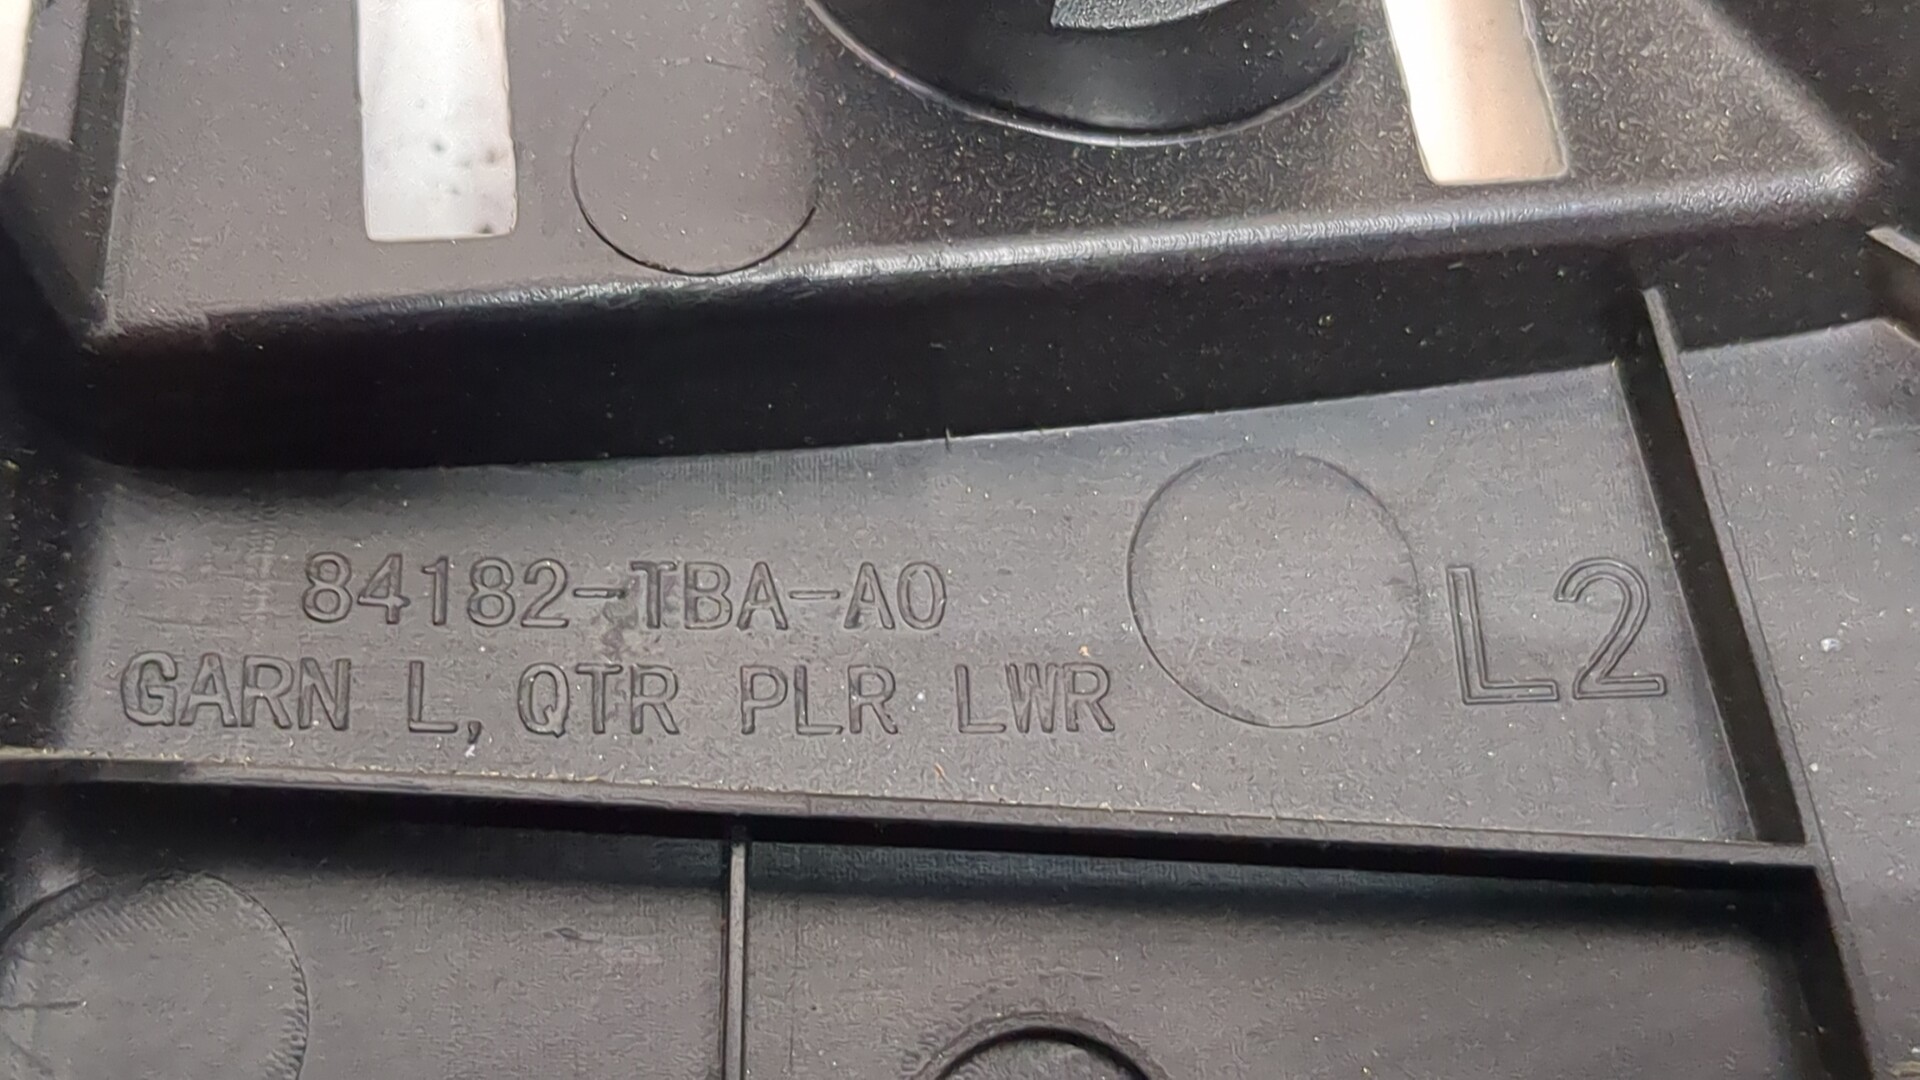 84182-TBA-A0
GARN L, QTR PLR LWR
L2